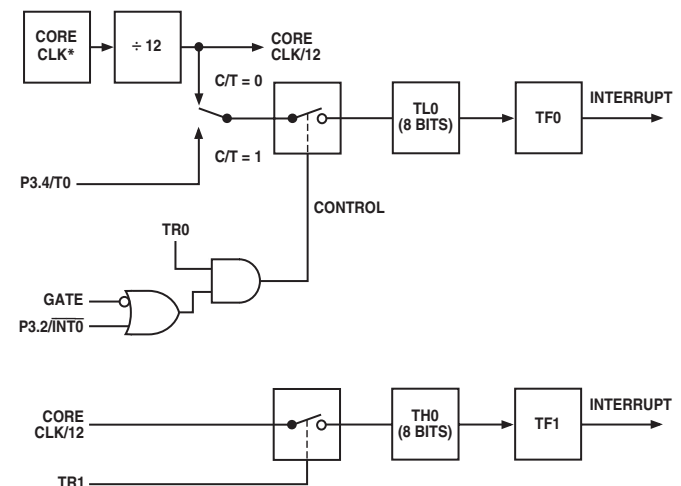 CORE
CLK*
÷ 12
CORE
CLK/12
C/T = 0
TL0
(8 BITS)
TF0
INTERRUPT
C/T = 1
P3.4/T0
CONTROL
TR0
GATE
P3.2/INT0
CORE
CLK/12
TH0
(8 BITS)
TF1
INTERRUPT
TR1